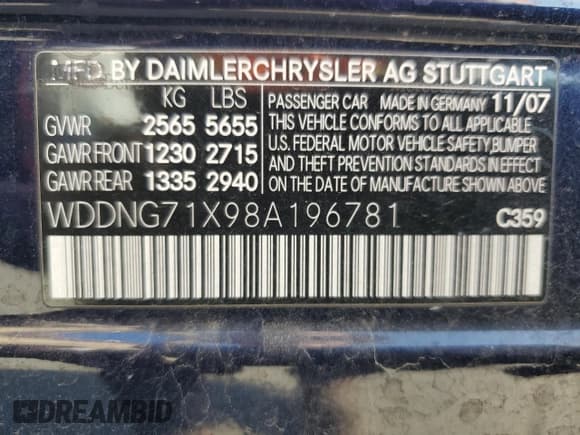 MFD. BY DAIMLERCHRYSLER AG STUTTGART
KG LBS
GVWR 2565 5655
GAWR FRONT 1230 2715
GAWR REAR 1335 2940
PASSENGER CAR MADE IN GERMANY 11/07
THIS VEHICLE CONFORMS TO ALL APPLICABLE
U.S. FEDERAL MOTOR VEHICLE SAFETY,BUMPER
AND THEFT PREVENTION STANDARDS IN EFFECT
ON THE DATE OF MANUFACTURE SHOWN ABOVE.
WDDNG71X98A196781 C359
DREAMBID